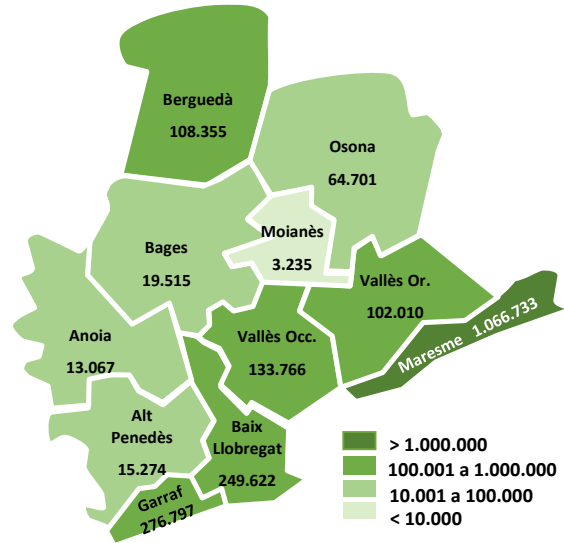 Berguedà
108.355
Osona
64.701
Moianès
3.235
Bages
19.515
Vallès Or.
102.010
Maresme 1.066.733
Anoia
13.067
Vallès Occ.
133.766
Alt
Penedès
15.274
Baix
Llobregat
249.622
Garraf
276.797
> 1.000.000
100.001 a 1.000.000
10.001 a 100.000
< 10.000